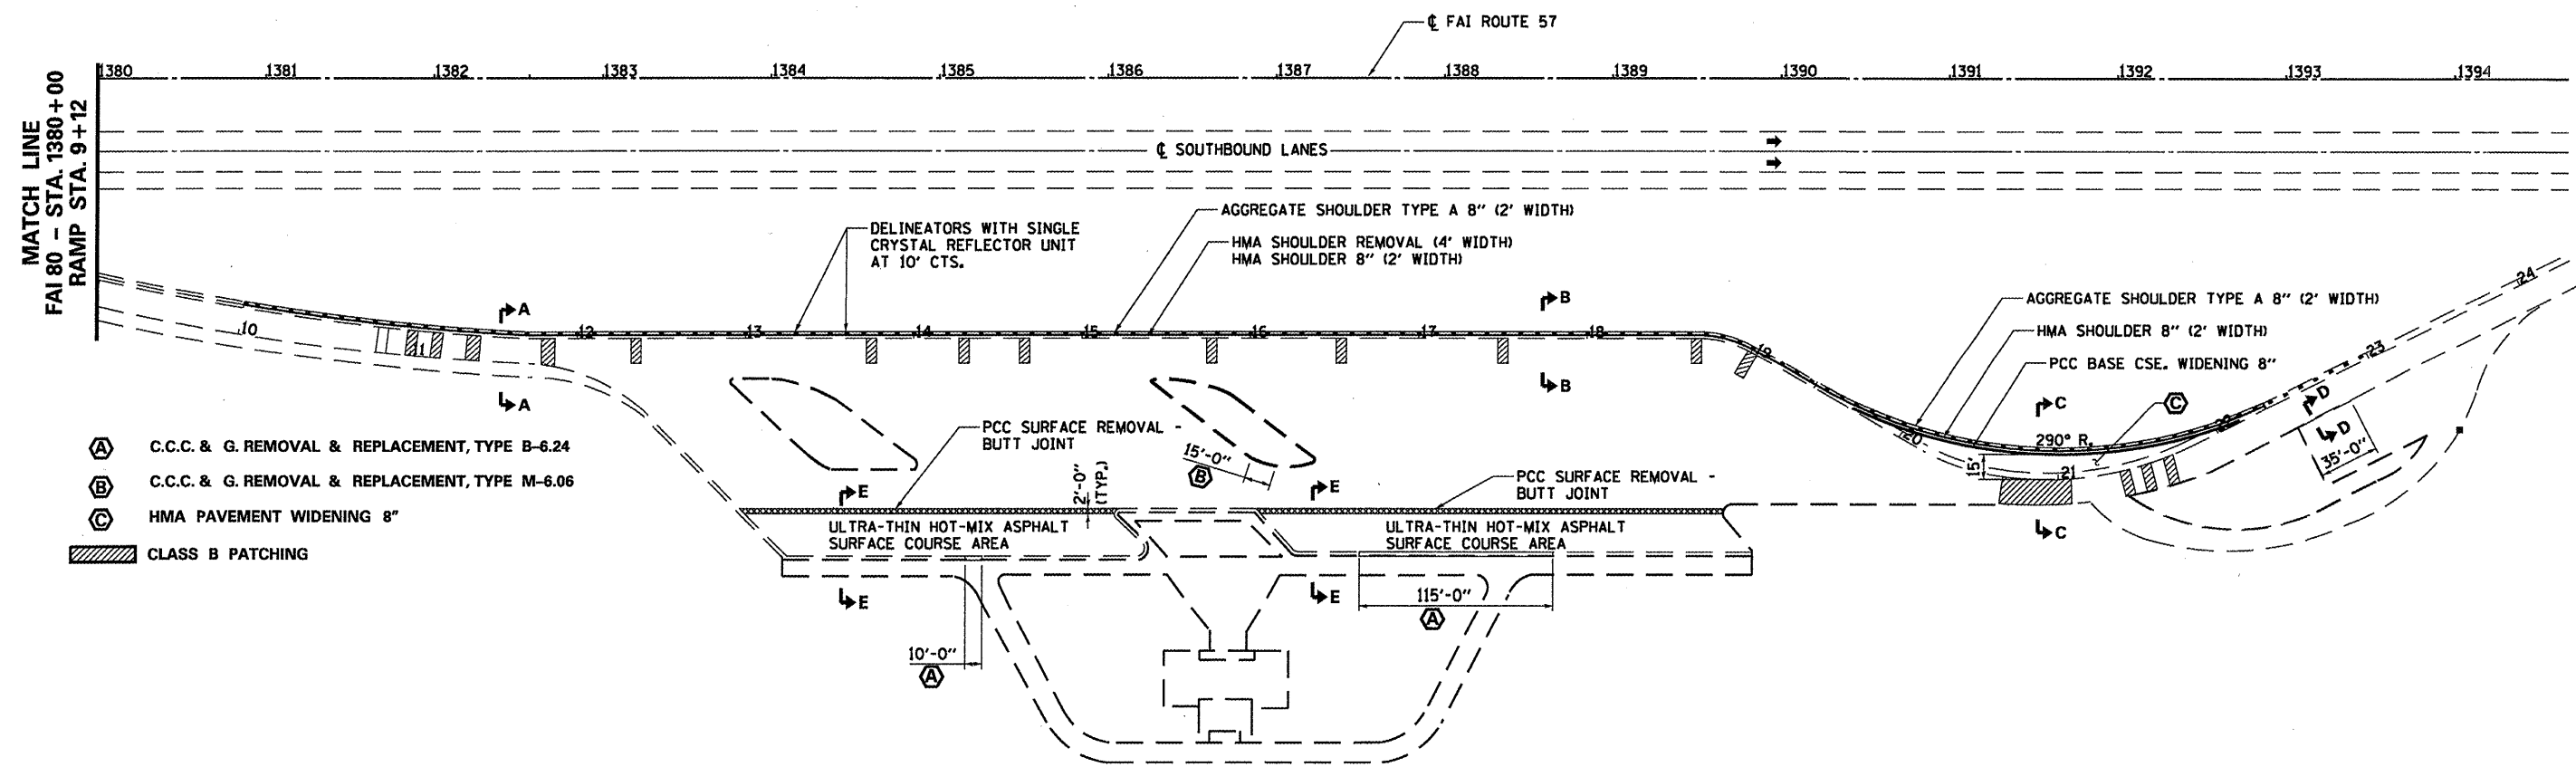 ℄ FAI ROUTE 57
1380 1381 1382 1383 1384 1385 1386 1387 1388 1389 1390 1391 1392 1393 1394
MATCH LINE
FAI 80 - STA. 1380+00
RAMP STA. 9+12
℄ SOUTHBOUND LANES
DELINEATORS WITH SINGLE
CRYSTAL REFLECTOR UNIT
AT 10' CTS.
AGGREGATE SHOULDER TYPE A 8" (2' WIDTH)
HMA SHOULDER REMOVAL (4' WIDTH)
HMA SHOULDER 8" (2' WIDTH)
AGGREGATE SHOULDER TYPE A 8" (2' WIDTH)
HMA SHOULDER 8" (2' WIDTH)
PCC BASE CSE. WIDENING 8"
A
A
B
B
C
C
C
D
D
10 11 12 13 14 15 16 17 18 19 20 21 22 23 24
290° R.
15'
35'-0"
A C.C.C. & G. REMOVAL & REPLACEMENT, TYPE B-6.24
B C.C.C. & G. REMOVAL & REPLACEMENT, TYPE M-6.06
C HMA PAVEMENT WIDENING 8"
CLASS B PATCHING
PCC SURFACE REMOVAL -
BUTT JOINT
2'-0"
(TYP.)
15'-0"
B
PCC SURFACE REMOVAL -
BUTT JOINT
E
E
ULTRA-THIN HOT-MIX ASPHALT
SURFACE COURSE AREA
ULTRA-THIN HOT-MIX ASPHALT
SURFACE COURSE AREA
E
E
10'-0"
A
115'-0"
A